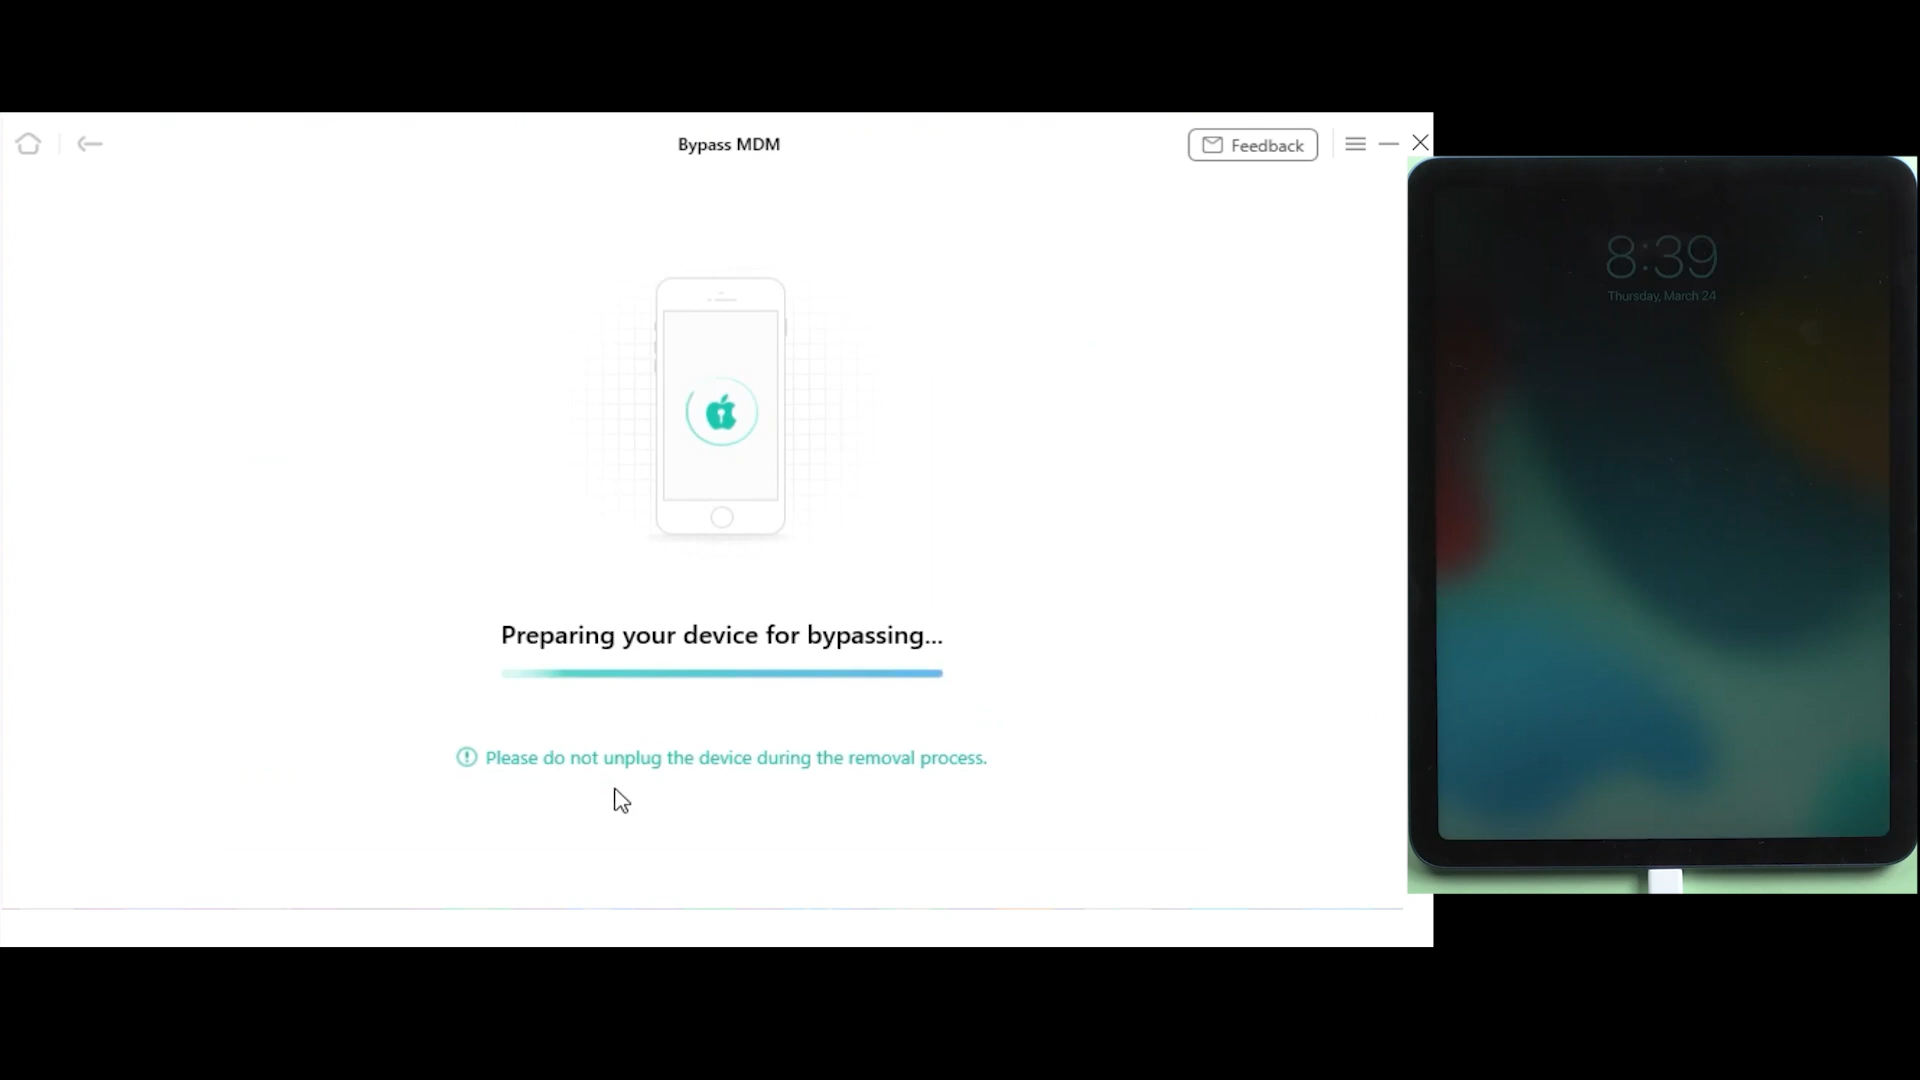 Bypass MDM
Feedback
8:39
Thursday, March 24
Preparing your device for bypassing...
Please do not unplug the device during the removal process.